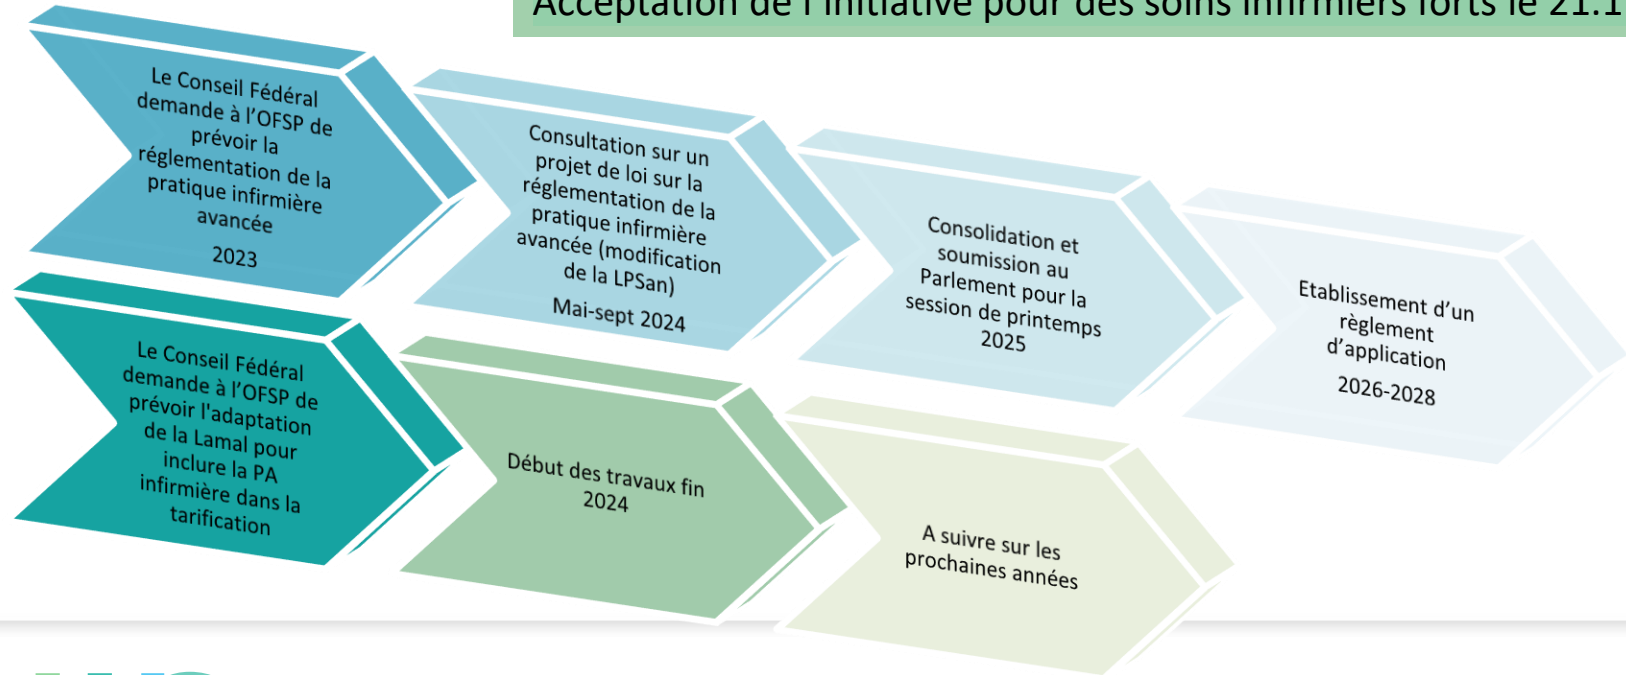 Acceptation de l'initiative pour des soins infirmiers forts le 21.1
Le Conseil Fédéral
demande à l'OFSP de
prévoir la
réglementation de la
pratique infirmière
avancée
2023
Consultation sur un
projet de loi sur la
réglementation de la
pratique infirmière
avancée (modification
de la LPSan)
Mai-sept 2024
Consolidation et
soumission au
Parlement pour la
session de printemps
2025
Etablissement d'un
règlement
d'application
2026-2028
Le Conseil Fédéral
demande à l'OFSP de
prévoir l'adaptation
de la Lamal pour
inclure la PA
infirmière dans la
tarification
Début des travaux fin
2024
A suivre sur les
prochaines années